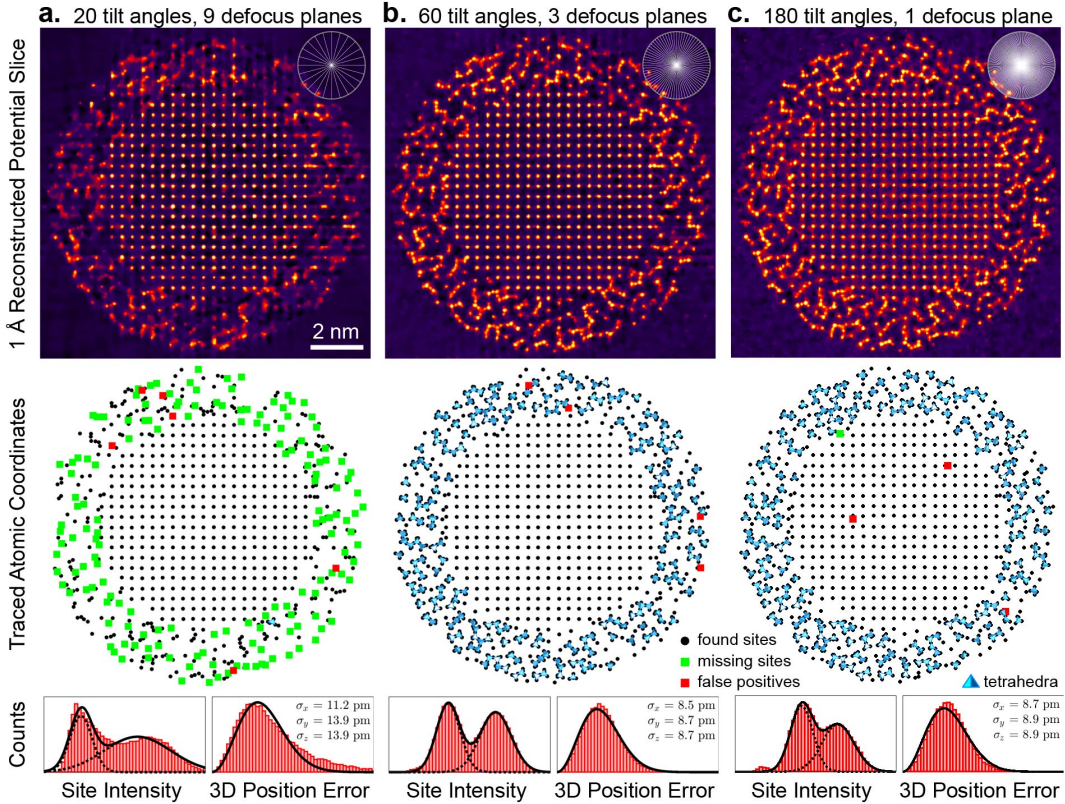 a. 20 tilt angles, 9 defocus planes
b. 60 tilt angles, 3 defocus planes
c. 180 tilt angles, 1 defocus plane
1 Å Reconstructed Potential Slice
2 nm
Traced Atomic Coordinates
found sites
missing sites
false positives
tetrahedra
Counts
σx = 11.2 pm
σy = 13.9 pm
σz = 13.9 pm
σx = 8.5 pm
σy = 8.7 pm
σz = 8.7 pm
σx = 8.7 pm
σy = 8.9 pm
σz = 8.9 pm
Site Intensity
3D Position Error
Site Intensity
3D Position Error
Site Intensity
3D Position Error